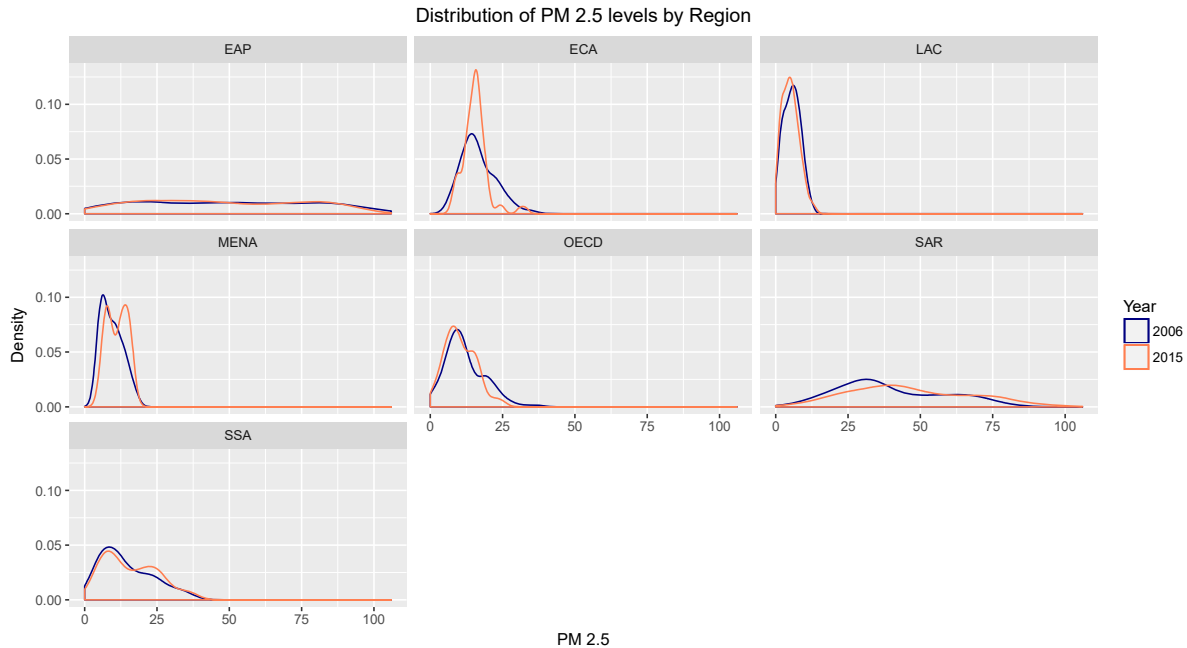 Distribution of PM 2.5 levels by Region
EAP
ECA
LAC
0.10
0.05
0.00
MENA
OECD
SAR
0.10
0.05
0.00
0 25 50 75 100
0 25 50 75 100
SSA
0.10
0.05
0.00
0 25 50 75 100
Density
PM 2.5
Year
2006
2015